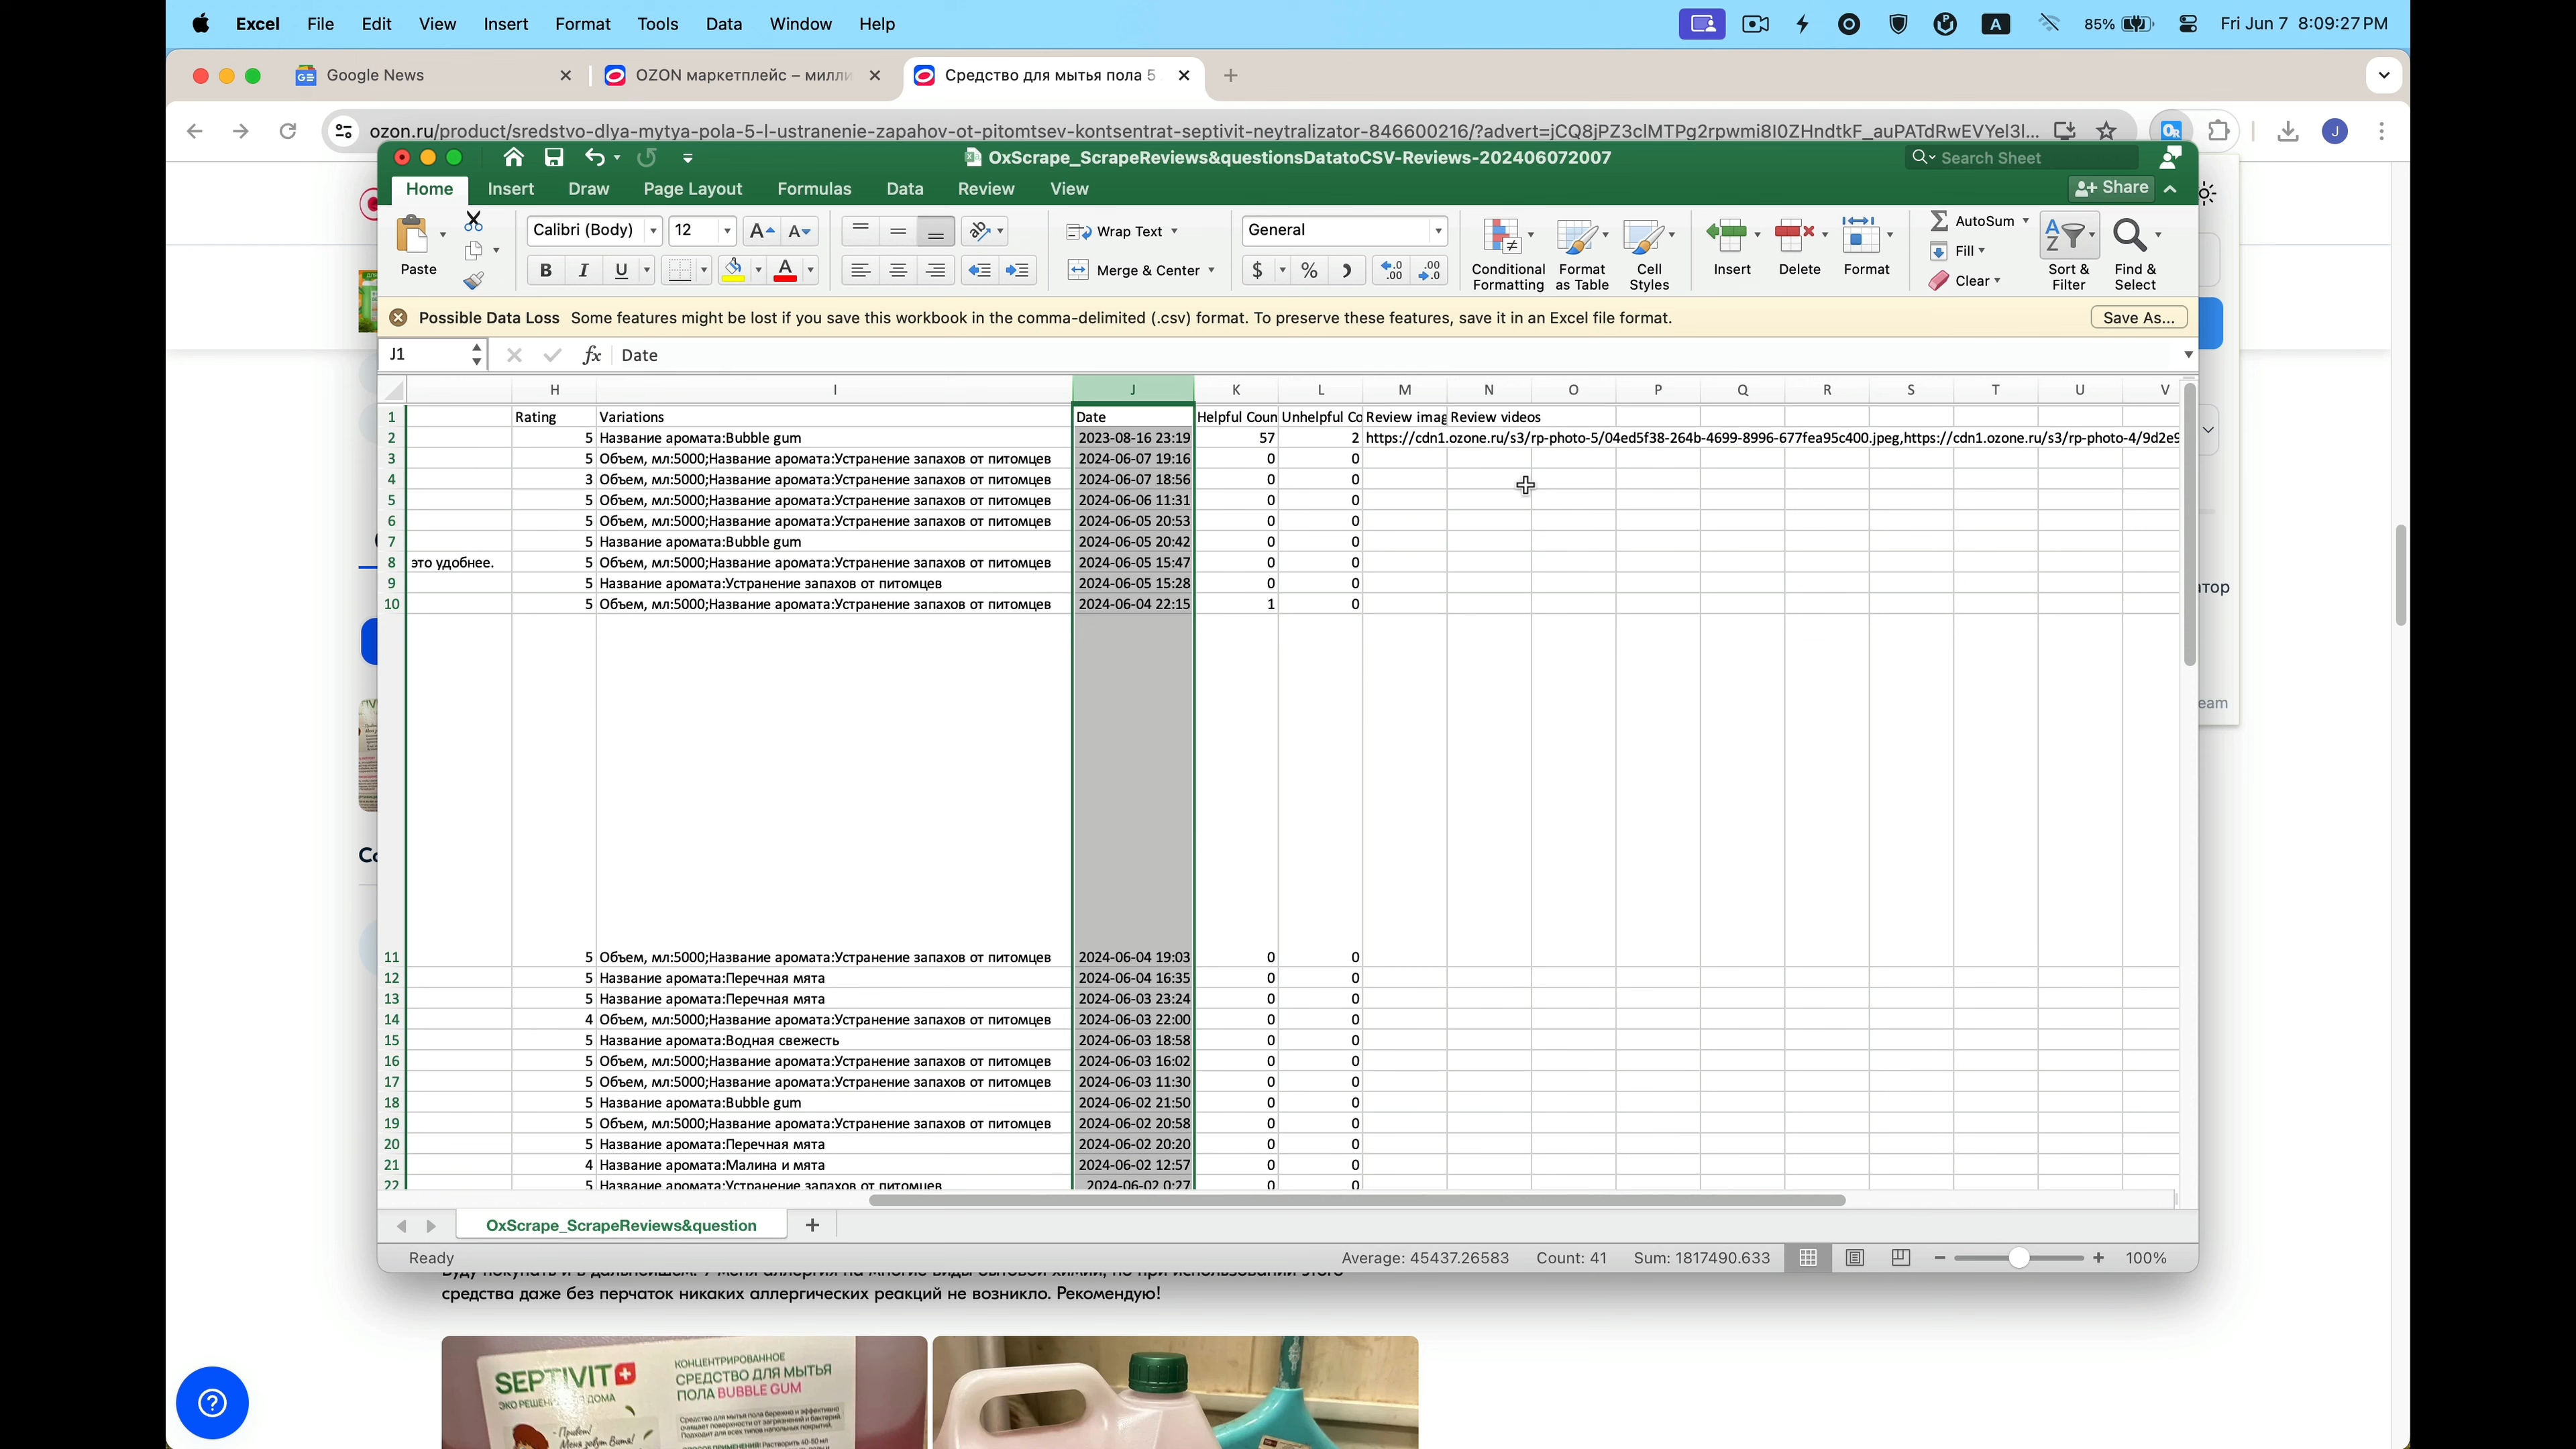 Excel File Edit View Insert Format Tools Data Window Help 85% Fri Jun 7 8:09:27 PM
Google News OZON маркетплейс – милли Средство для мытья пола 5
ozon.ru/product/sredstvo-dlya-mytya-pola-5-l-ustranenie-zapahov-ot-pitomtsev-kontsentrat-septivit-neytralizator-846600216/?advert=jCQ8jPZ3clMTPg2rpwmi8I0ZHndtkF_auPATdRwEVYel3l... J
OxScrape_ScrapeReviews&questionsDatatoCSV-Reviews-202406072007 Search Sheet
Home Insert Draw Page Layout Formulas Data Review View Share
Paste Calibri (Body) 12 Wrap Text General AutoSum
B I U Merge & Center $ % Conditional Formatting Format as Table Cell Styles Insert Delete Format Fill Clear Sort & Filter Find & Select
Possible Data Loss Some features might be lost if you save this workbook in the comma-delimited (.csv) format. To preserve these features, save it in an Excel file format. Save As...
J1 fx Date
H I J K L M N O P Q R S T U V
1 Rating Variations Date Helpful Coun Unhelpful Co Review imag Review videos
2 5 Название аромата:Bubble gum 2023-08-16 23:19 57 2 https://cdn1.ozone.ru/s3/rp-photo-5/04ed5f38-264b-4699-8996-677fea95c400.jpeg,https://cdn1.ozone.ru/s3/rp-photo-4/9d2e9
3 5 Объем, мл:5000;Название аромата:Устранение запахов от питомцев 2024-06-07 19:16 0 0
4 3 Объем, мл:5000;Название аромата:Устранение запахов от питомцев 2024-06-07 18:56 0 0
5 5 Объем, мл:5000;Название аромата:Устранение запахов от питомцев 2024-06-06 11:31 0 0
6 5 Объем, мл:5000;Название аромата:Устранение запахов от питомцев 2024-06-05 20:53 0 0
7 5 Название аромата:Bubble gum 2024-06-05 20:42 0 0
8 это удобнее. 5 Объем, мл:5000;Название аромата:Устранение запахов от питомцев 2024-06-05 15:47 0 0
9 5 Название аромата:Устранение запахов от питомцев 2024-06-05 15:28 0 0
10 5 Объем, мл:5000;Название аромата:Устранение запахов от питомцев 2024-06-04 22:15 1 0
11 5 Объем, мл:5000;Название аромата:Устранение запахов от питомцев 2024-06-04 19:03 0 0
12 5 Название аромата:Перечная мята 2024-06-04 16:35 0 0
13 5 Название аромата:Перечная мята 2024-06-03 23:24 0 0
14 4 Объем, мл:5000;Название аромата:Устранение запахов от питомцев 2024-06-03 22:00 0 0
15 5 Название аромата:Водная свежесть 2024-06-03 18:58 0 0
16 5 Объем, мл:5000;Название аромата:Устранение запахов от питомцев 2024-06-03 16:02 0 0
17 5 Объем, мл:5000;Название аромата:Устранение запахов от питомцев 2024-06-03 11:30 0 0
18 5 Название аромата:Bubble gum 2024-06-02 21:50 0 0
19 5 Объем, мл:5000;Название аромата:Устранение запахов от питомцев 2024-06-02 20:58 0 0
20 5 Название аромата:Перечная мята 2024-06-02 20:20 0 0
21 4 Название аромата:Малина и мята 2024-06-02 12:57 0 0
22 5 Название аромата:Устранение запахов от питомцев 2024-06-02 0:27 0 0
OxScrape_ScrapeReviews&question
Ready Average: 45437.26583 Count: 41 Sum: 1817490.633 100%
средства даже без перчаток никаких аллергических реакций не возникло. Рекомендую!
SEPTIVIT
КОНЦЕНТРИРОВАННОЕ
СРЕДСТВО ДЛЯ МЫТЬЯ
ПОЛА BUBBLE GUM